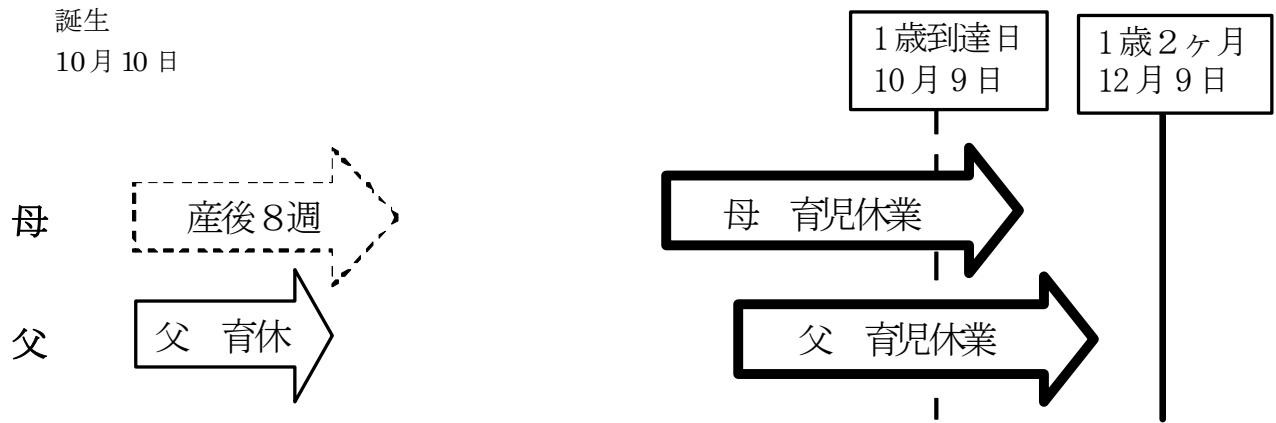 誕生
10月10日
1歳到達日
10月9日
1歳2ヶ月
12月9日
母
産後8週
母 育児休業
父
父 育休
父 育児休業